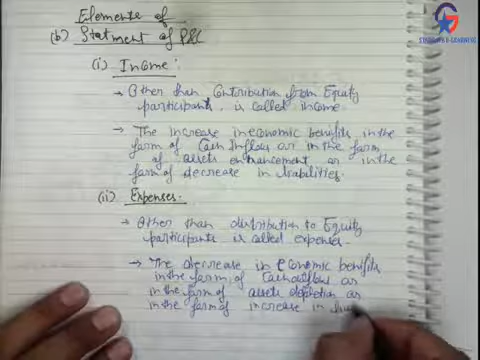 Elements of
(b) Statment of P&L
(i) Income:
→ Other than Contribution from Equity
participants is called income.
→ The increase in economic benefits in the
form of Cash Inflow or in the form
of assets enhancement or in the
form of decrease in liabilities.
(ii) Expenses.
→ Other than distribution to Equity
participants is called expense.
→ The decrease in economic benefits
in the form of Cash outflow or
in the form of assets depletion or
in the form of increase in